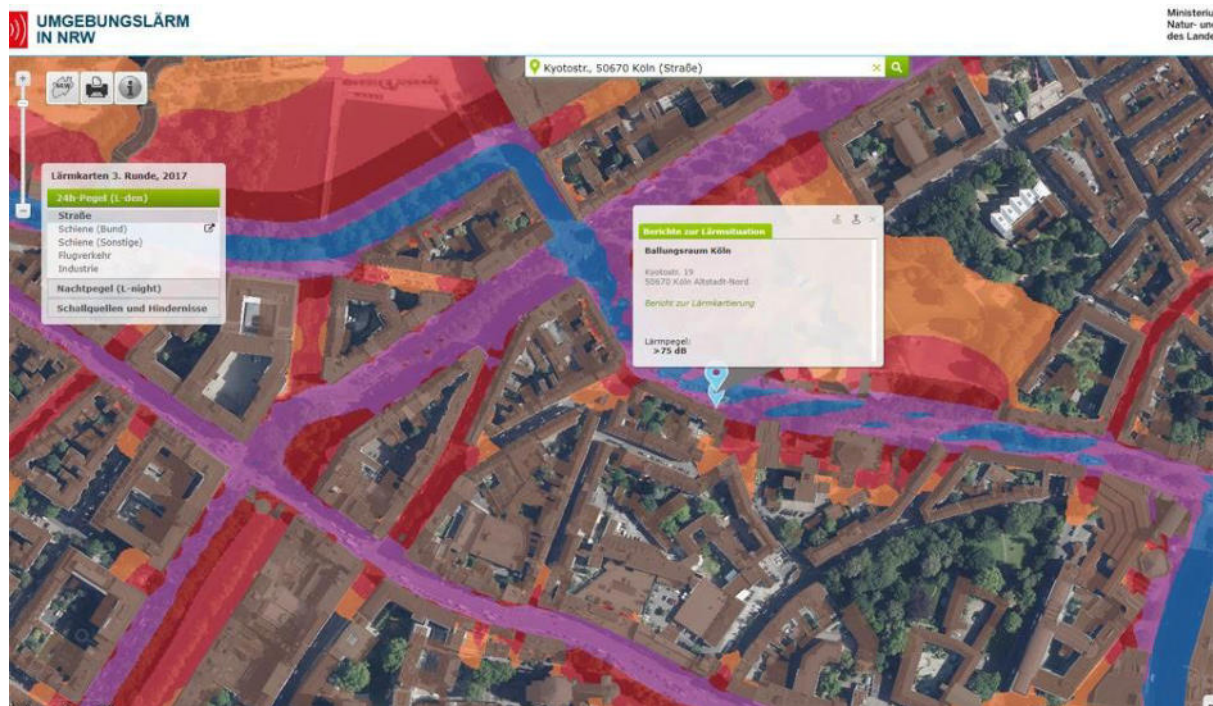 UMGEBUNGSLÄRM
IN NRW
Ministeriu
Natur- und
des Lande
Kyotostr., 50670 Köln (Straße)
NRW
Lärmkarten 3. Runde, 2017
24h-Pegel (L-den)
Straße
Schiene (Bund)
Schiene (Sonstige)
Flugverkehr
Industrie
Nachtpegel (L-night)
Schallquellen und Hindernisse
Berichte zur Lärmsituation
Ballungsraum Köln
Kyotostr. 19
50670 Köln Altstadt-Nord
Bericht zur Lärmkartierung
Lärmpegel:
>75 dB